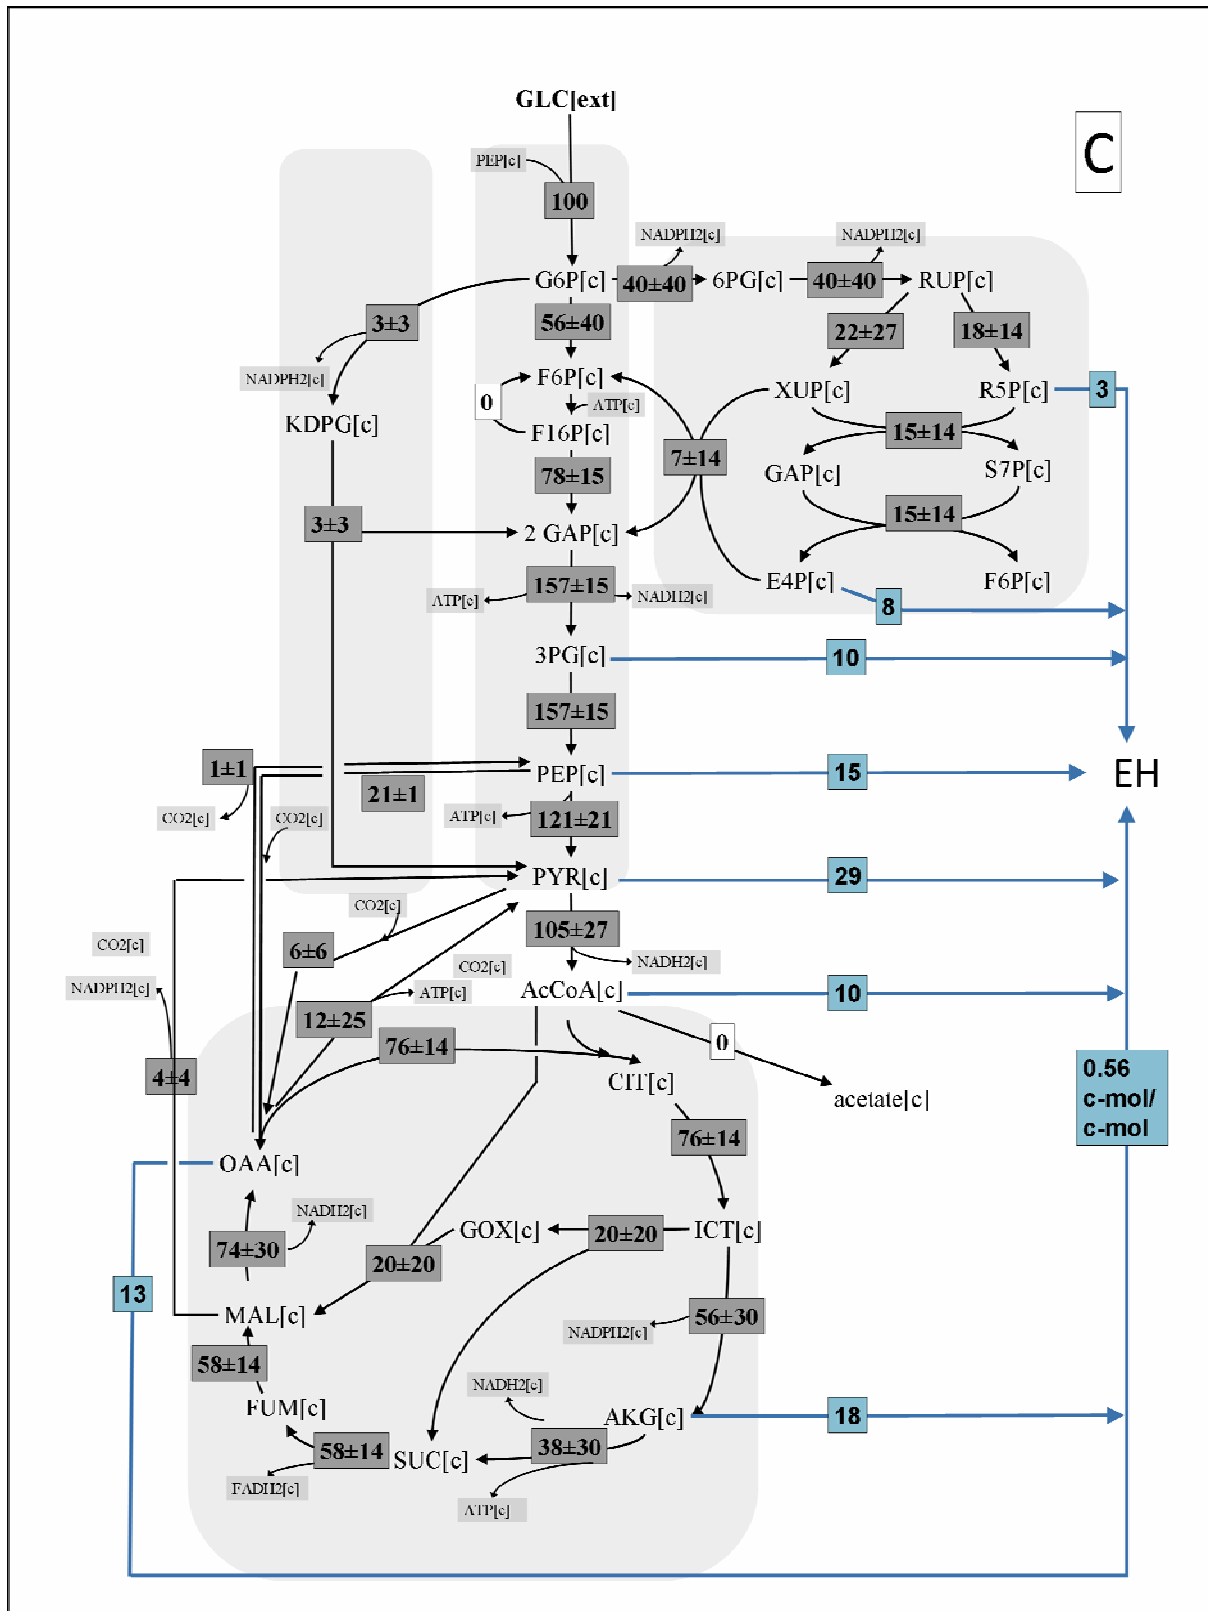 GLC[ext]
C
PEP[c]
100
NADPH2[c]
NADPH2[c]
G6P[c]
40±40
6PG[c]
40±40
RUP[c]
3±3
56±40
22±27
18±14
NADPH2[c]
F6P[c]
XUP[c]
R5P[c]
3
0
ATP[c]
KDPG[c]
F16P[c]
15±14
7±14
78±15
GAP[c]
S7P[c]
3±3
2 GAP[c]
15±14
157±15
E4P[c]
F6P[c]
ATP[c]
NADH2[c]
8
3PG[c]
10
157±15
1±1
21±1
PEP[c]
15
EH
CO2[c]
CO2[c]
ATP[c]
121±21
PYR[c]
29
CO2[c]
105±27
CO2[c]
6±6
CO2[c]
NADH2[c]
NADPH2[c]
ATP[c]
AcCoA[c]
10
12±25
76±14
0
4±4
CIT[c]
acetate[c]
0.56
c-mol/
c-mol
76±14
OAA[c]
NADH2[c]
GOX[c]
20±20
ICT[c]
74±30
20±20
13
MAL[c]
NADPH2[c]
56±30
58±14
NADH2[c]
FUM[c]
AKG[c]
18
58±14
SUC[c]
38±30
FADH2[c]
ATP[c]